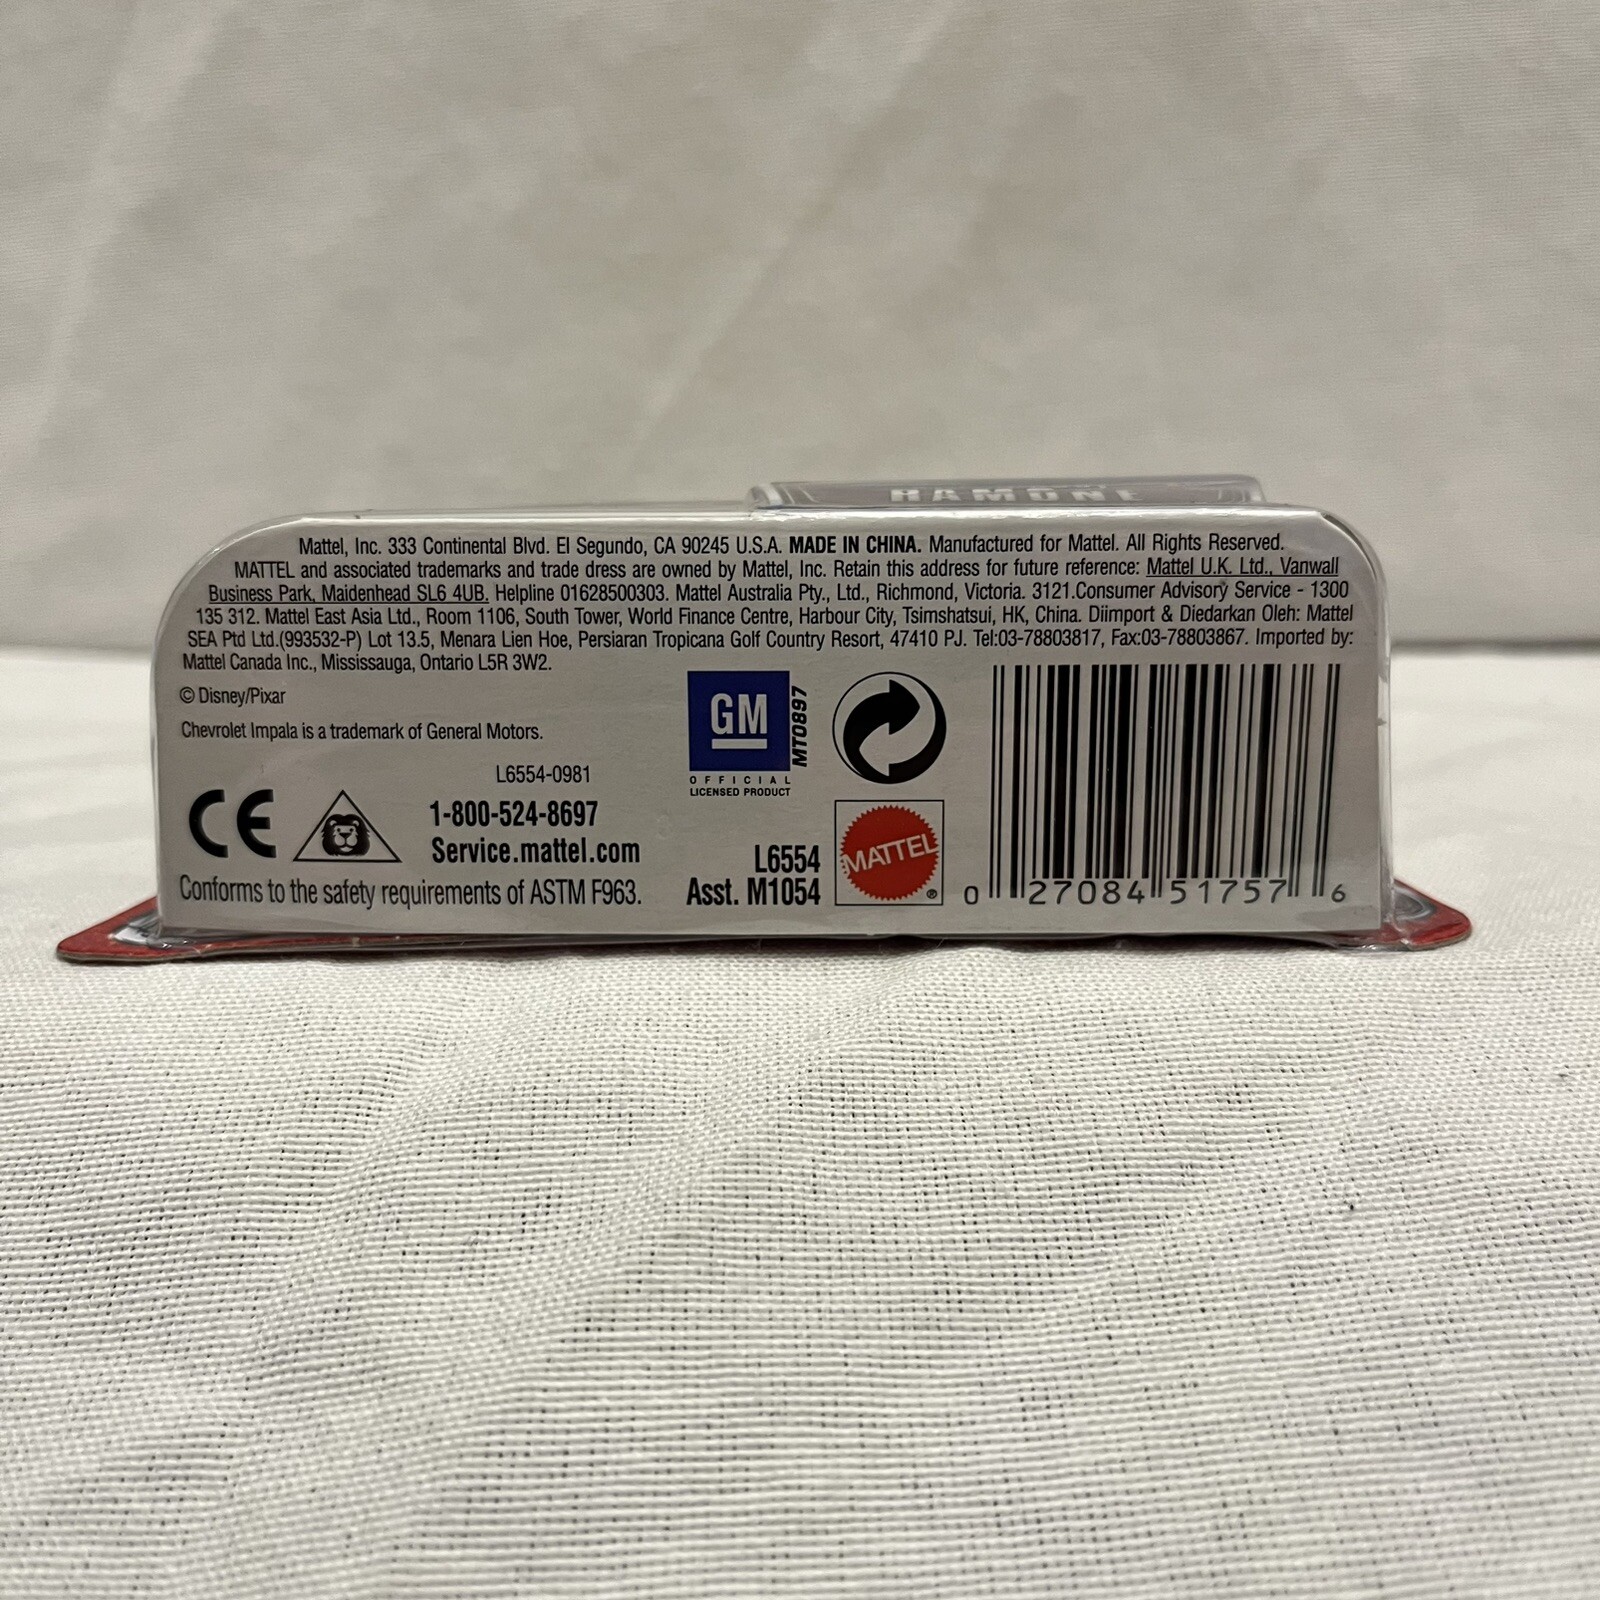 RAMONE
Mattel, Inc. 333 Continental Blvd. El Segundo, CA 90245 U.S.A. MADE IN CHINA. Manufactured for Mattel. All Rights Reserved.
MATTEL and associated trademarks and trade dress are owned by Mattel, Inc. Retain this address for future reference: Mattel U.K. Ltd., Vanwall
Business Park, Maidenhead SL6 4UB. Helpline 01628500303. Mattel Australia Pty., Ltd., Richmond, Victoria. 3121.Consumer Advisory Service - 1300
135 312. Mattel East Asia Ltd., Room 1106, South Tower, World Finance Centre, Harbour City, Tsimshatsui, HK, China. Diimport & Diedarkan Oleh: Mattel
SEA Ptd Ltd.(993532-P) Lot 13.5, Menara Lien Hoe, Persiaran Tropicana Golf Country Resort, 47410 PJ. Tel:03-78803817, Fax:03-78803867. Imported by:
Mattel Canada Inc., Mississauga, Ontario L5R 3W2.
© Disney/Pixar
Chevrolet Impala is a trademark of General Motors.
L6554-0981
CE
1-800-524-8697
Service.mattel.com
Conforms to the safety requirements of ASTM F963.
GM
MT0897
OFFICIAL
LICENSED PRODUCT
L6554
Asst. M1054
MATTEL
®
0 27084 51757 6